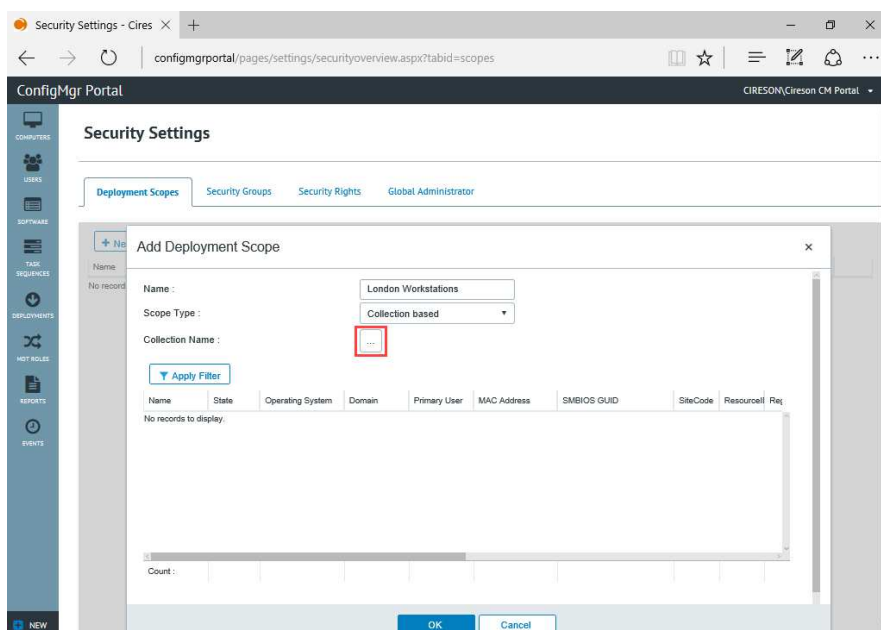 Security Settings - Cires
configmgrportal/pages/settings/securityoverview.aspx?tabid=scopes
ConfigMgr Portal
CIRESON\Cireson CM Portal
COMPUTERS
USERS
SOFTWARE
TASK
SEQUENCES
DEPLOYMENTS
MDT ROLES
REPORTS
EVENTS
NEW
Security Settings
Deployment Scopes Security Groups Security Rights Global Administrator
+ Ne
Name
No record
Add Deployment Scope
Name : London Workstations
Scope Type : Collection based
Collection Name : ...
Apply Filter
Name State Operating System Domain Primary User MAC Address SMBIOS GUID SiteCode ResourceI Reg
No records to display.
Count :
OK Cancel